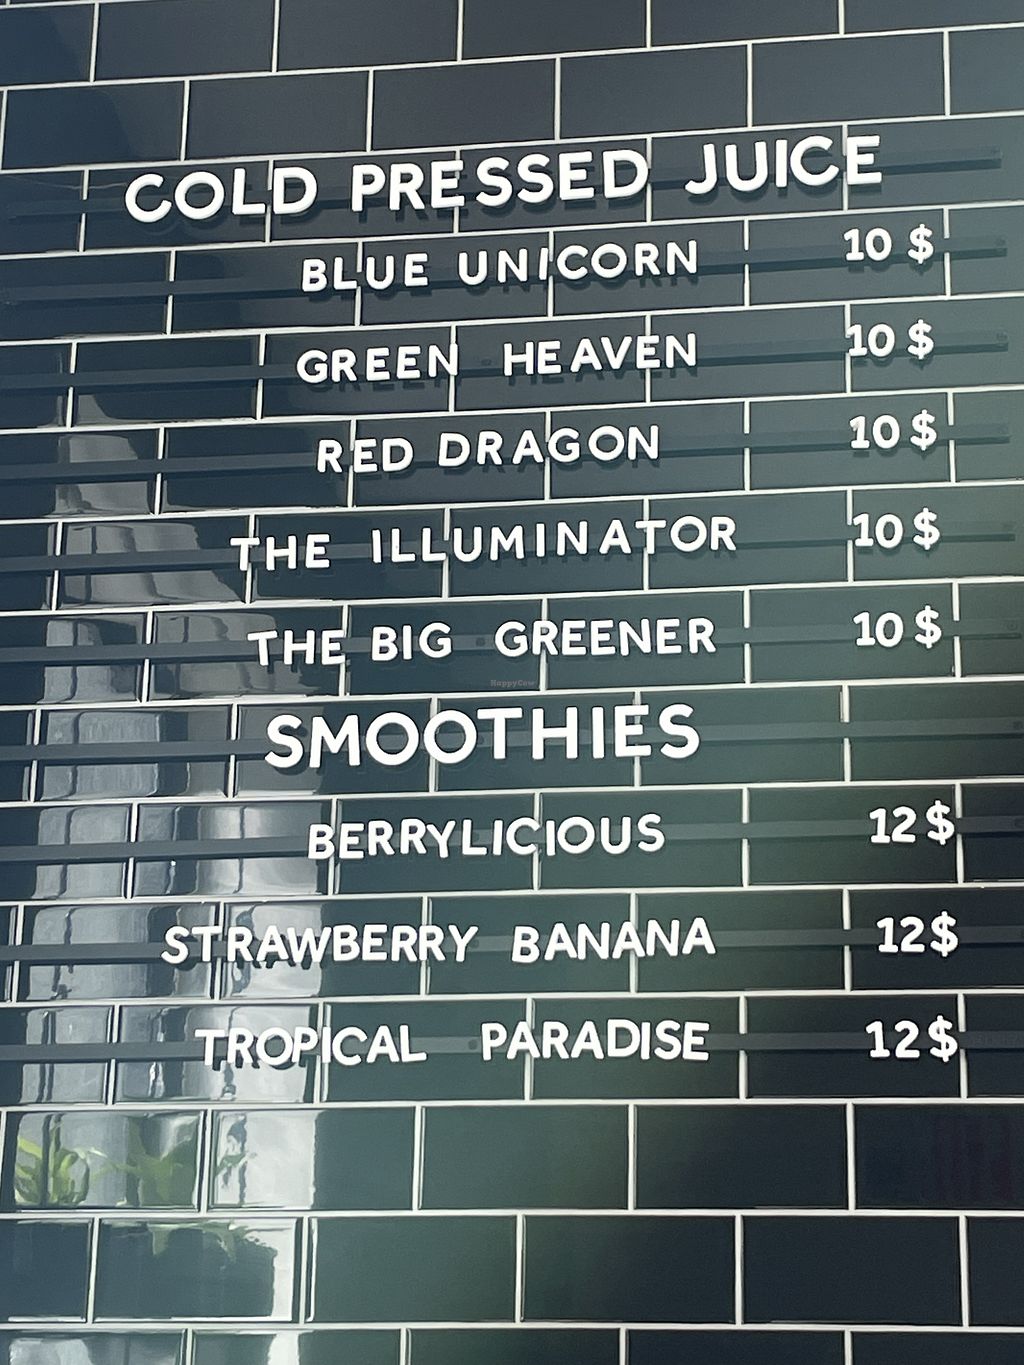 COLD PRESSED JUICE
BLUE UNICORN 10 $
GREEN HEAVEN 10 $
RED DRAGON 10 $
THE ILLUMINATOR 10 $
THE BIG GREENER 10 $
HappyCow
SMOOTHIES
BERRYLICIOUS 12 $
STRAWBERRY BANANA 12 $
TROPICAL PARADISE 12 $